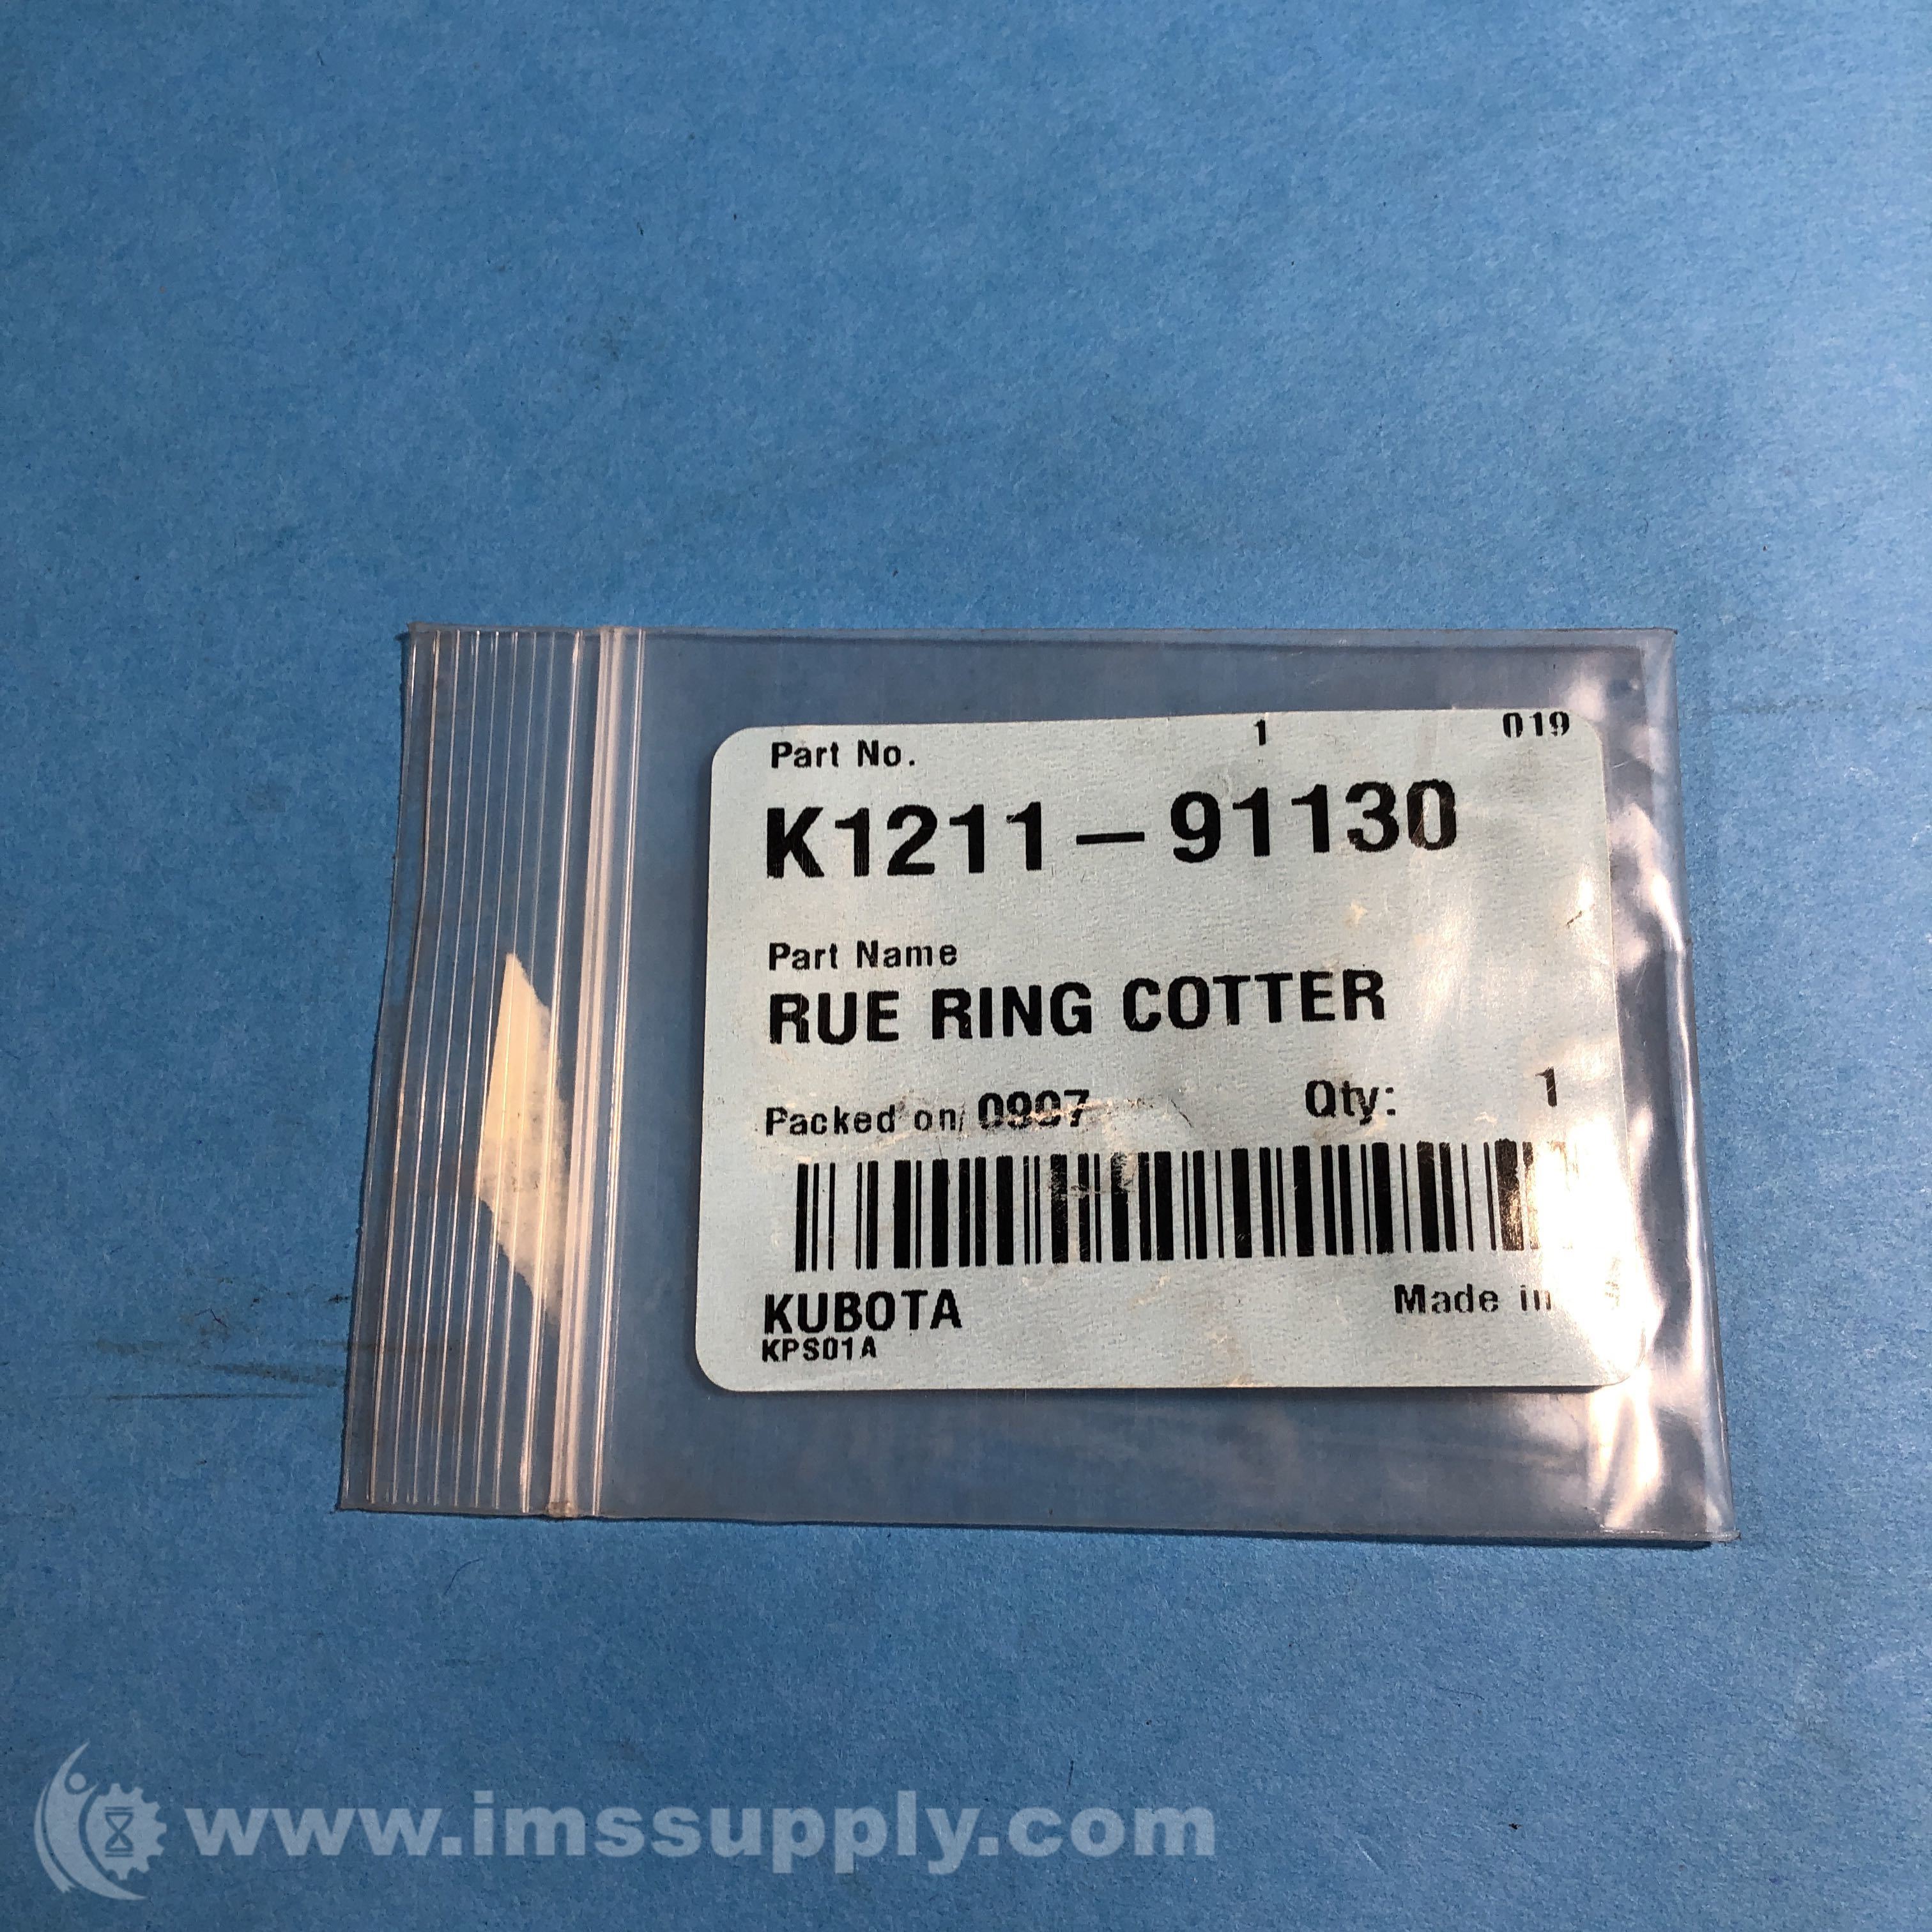 1 019
Part No.
K1211-91130
Part Name
RUE RING COTTER
Packed on 0907 Qty: 1
KUBOTA Made in
KPS01A
www.imssupply.com